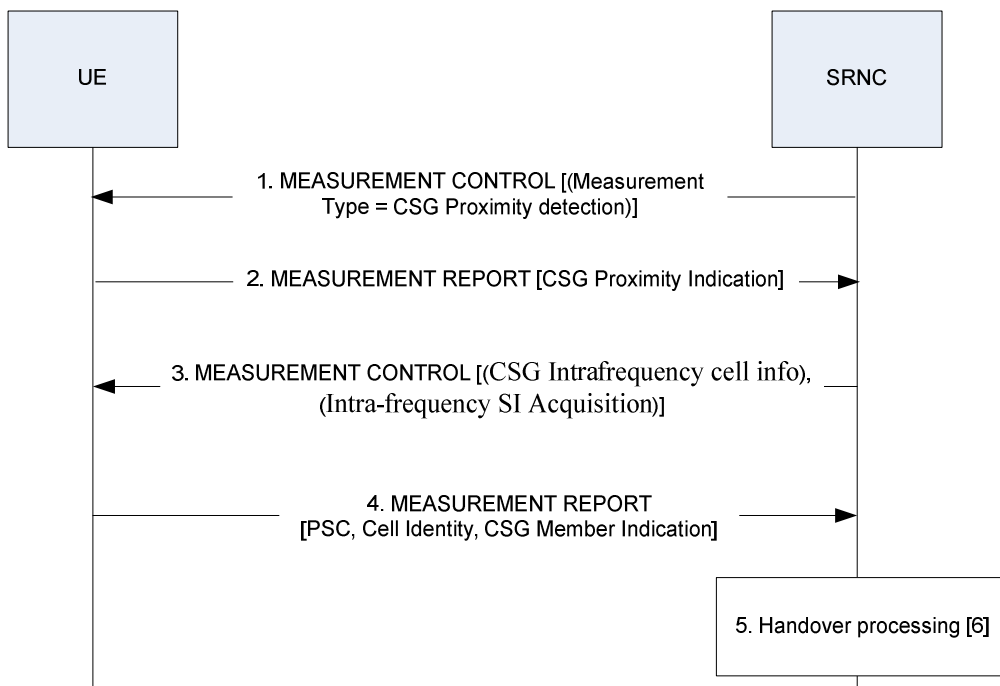 UE
SRNC
1. MEASUREMENT CONTROL [(Measurement
Type = CSG Proximity detection)]
2. MEASUREMENT REPORT [CSG Proximity Indication]
3. MEASUREMENT CONTROL [(CSG Intrafrequency cell info),
(Intra-frequency SI Acquisition)]
4. MEASUREMENT REPORT
[PSC, Cell Identity, CSG Member Indication]
5. Handover processing [6]